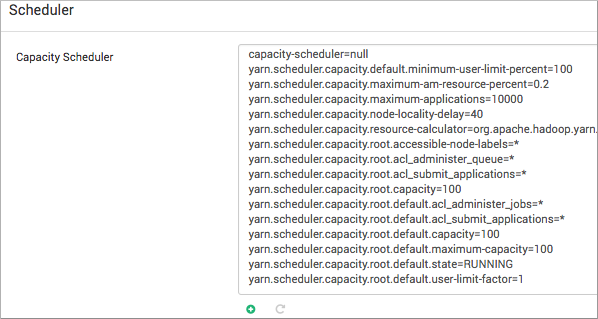 Scheduler
Capacity Scheduler
capacity-scheduler=null
yarn.scheduler.capacity.default.minimum-user-limit-percent=100
yarn.scheduler.capacity.maximum-am-resource-percent=0.2
yarn.scheduler.capacity.maximum-applications=10000
yarn.scheduler.capacity.node-locality-delay=40
yarn.scheduler.capacity.resource-calculator=org.apache.hadoop.yarn.
yarn.scheduler.capacity.root.accessible-node-labels=*
yarn.scheduler.capacity.root.acl_administer_queue=*
yarn.scheduler.capacity.root.acl_submit_applications=*
yarn.scheduler.capacity.root.capacity=100
yarn.scheduler.capacity.root.default.acl_administer_jobs=*
yarn.scheduler.capacity.root.default.acl_submit_applications=*
yarn.scheduler.capacity.root.default.capacity=100
yarn.scheduler.capacity.root.default.maximum-capacity=100
yarn.scheduler.capacity.root.default.state=RUNNING
yarn.scheduler.capacity.root.default.user-limit-factor=1